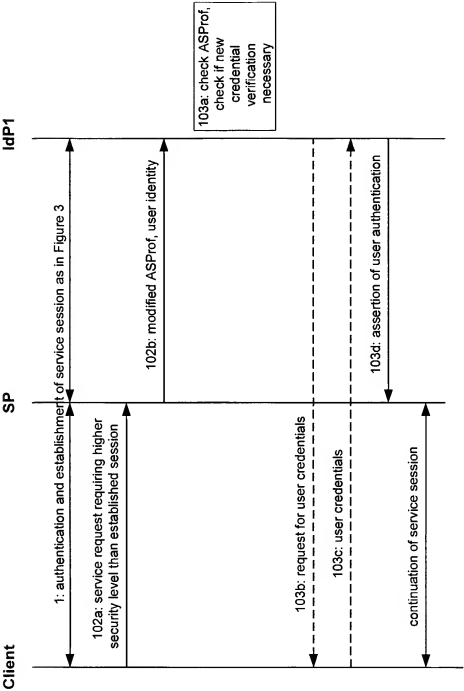 Client
SP
IdP1
1: authentication and establishment of service session as in Figure 3
102a: service request requiring higher
security level than established session
102b: modified ASProf, user identity
103a: check ASProf,
check if new
credential
verification
necessary
103b: request for user credentials
103c: user credentials
103d: assertion of user authentication
continuation of service session